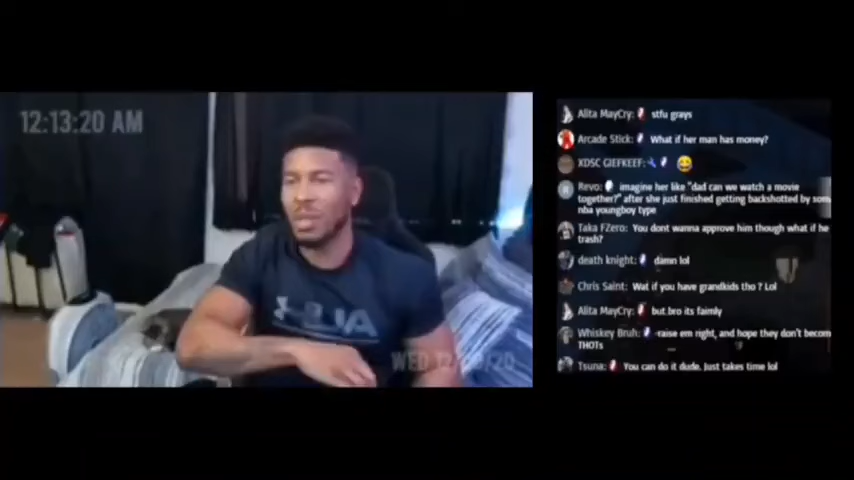 12:13:20 AM
UA
WED 12/  /20
Alita MayCry: stfu grays
Arcade Stick: What if her man has money?
XDSC GIEFKEEF: 😂
Revo: imagine her like "dad can we watch a movie
together?" after she just finished getting backshotted by som
nba youngboy type
Taka FZero: You dont wanna approve him though what if he
trash?
death knight: damn lol
Chris Saint: Wat if you have grandkids tho ? Lol
Alita MayCry: but bro its faimly
Whiskey Bruh: -raise em right, and hope they don't becom
THOTs
Tsuna: You can do it dude. Just takes time lol